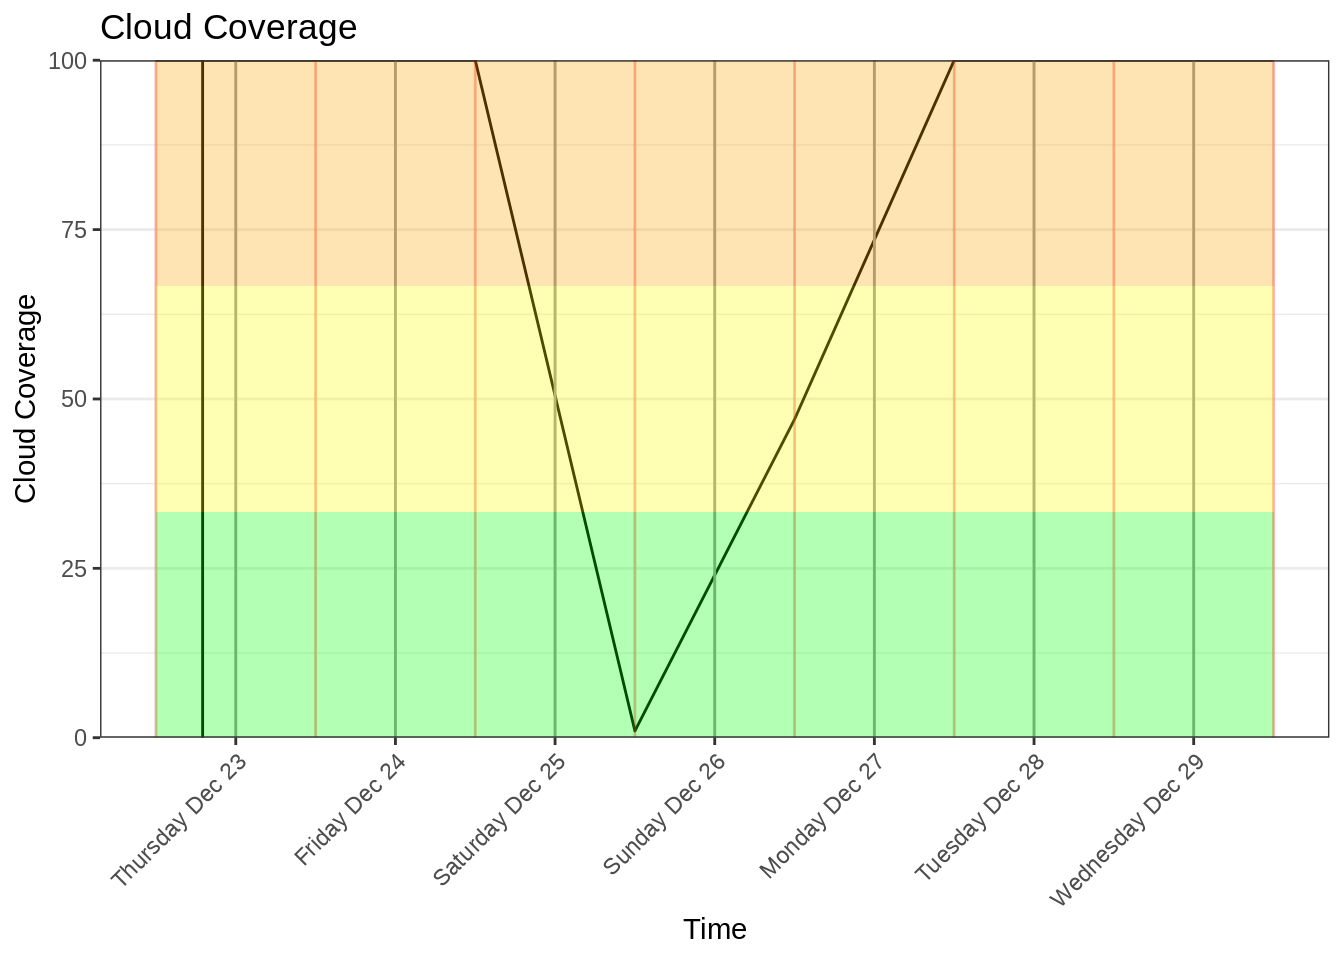 Cloud Coverage
100
75
50
25
0
Cloud Coverage
Thursday Dec 23
Friday Dec 24
Saturday Dec 25
Sunday Dec 26
Monday Dec 27
Tuesday Dec 28
Wednesday Dec 29
Time